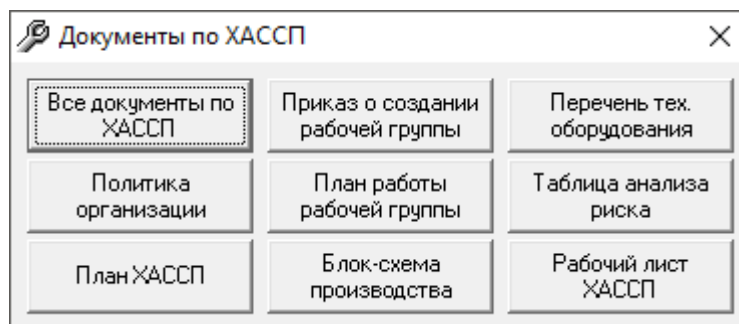 Документы по ХАССП
Все документы по
ХАССП
Приказ о создании
рабочей группы
Перечень тех.
оборудования
Политика
организации
План работы
рабочей группы
Таблица анализа
риска
План ХАССП
Блок-схема
производства
Рабочий лист
ХАССП